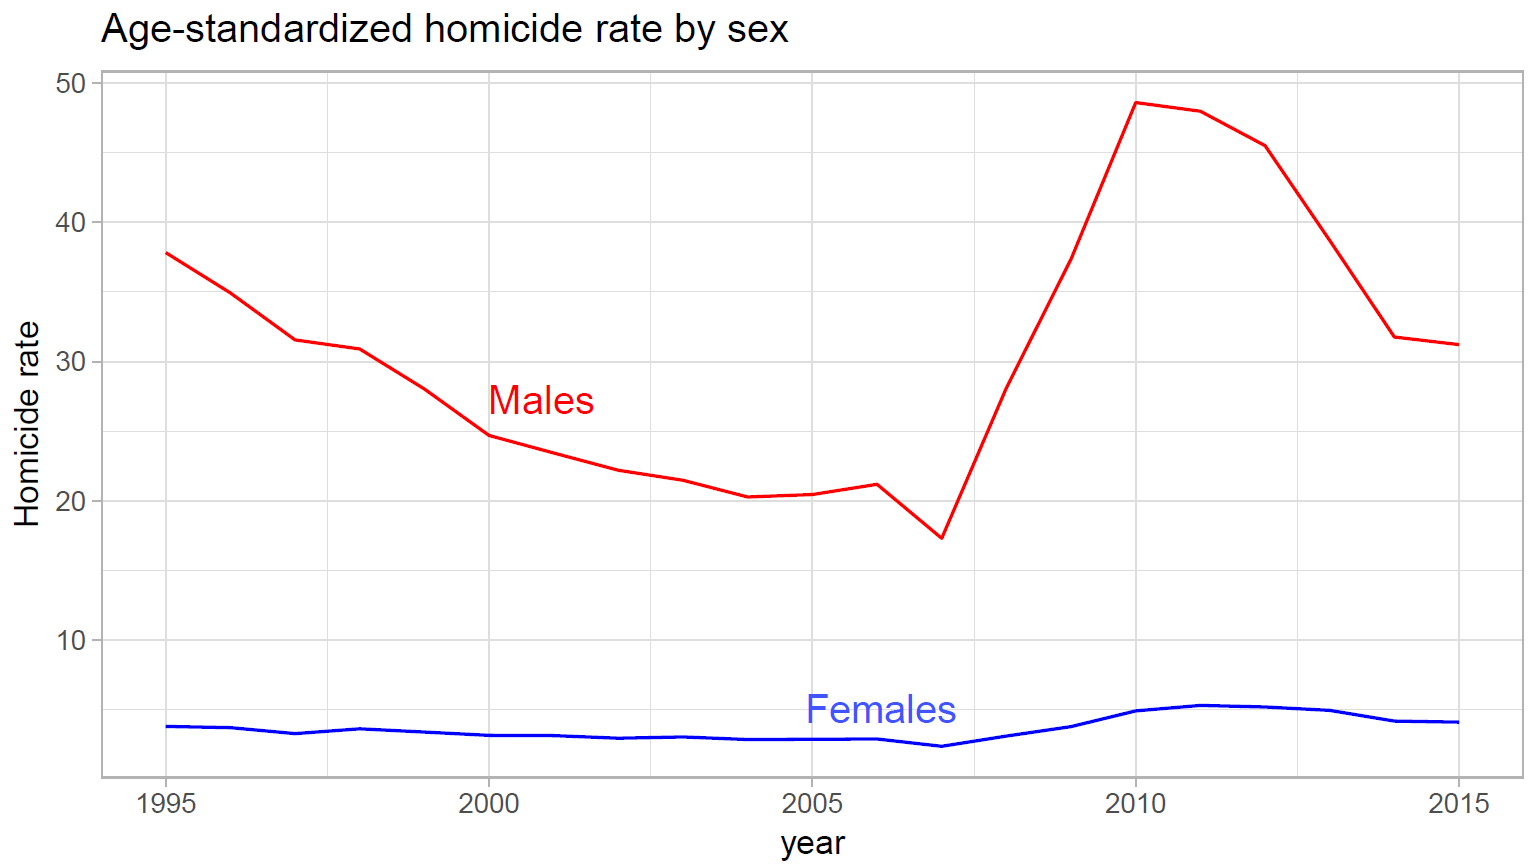 Age-standardized homicide rate by sex
50
40
30
20
10
Homicide rate
Males
Females
1995 2000 2005 2010 2015
year